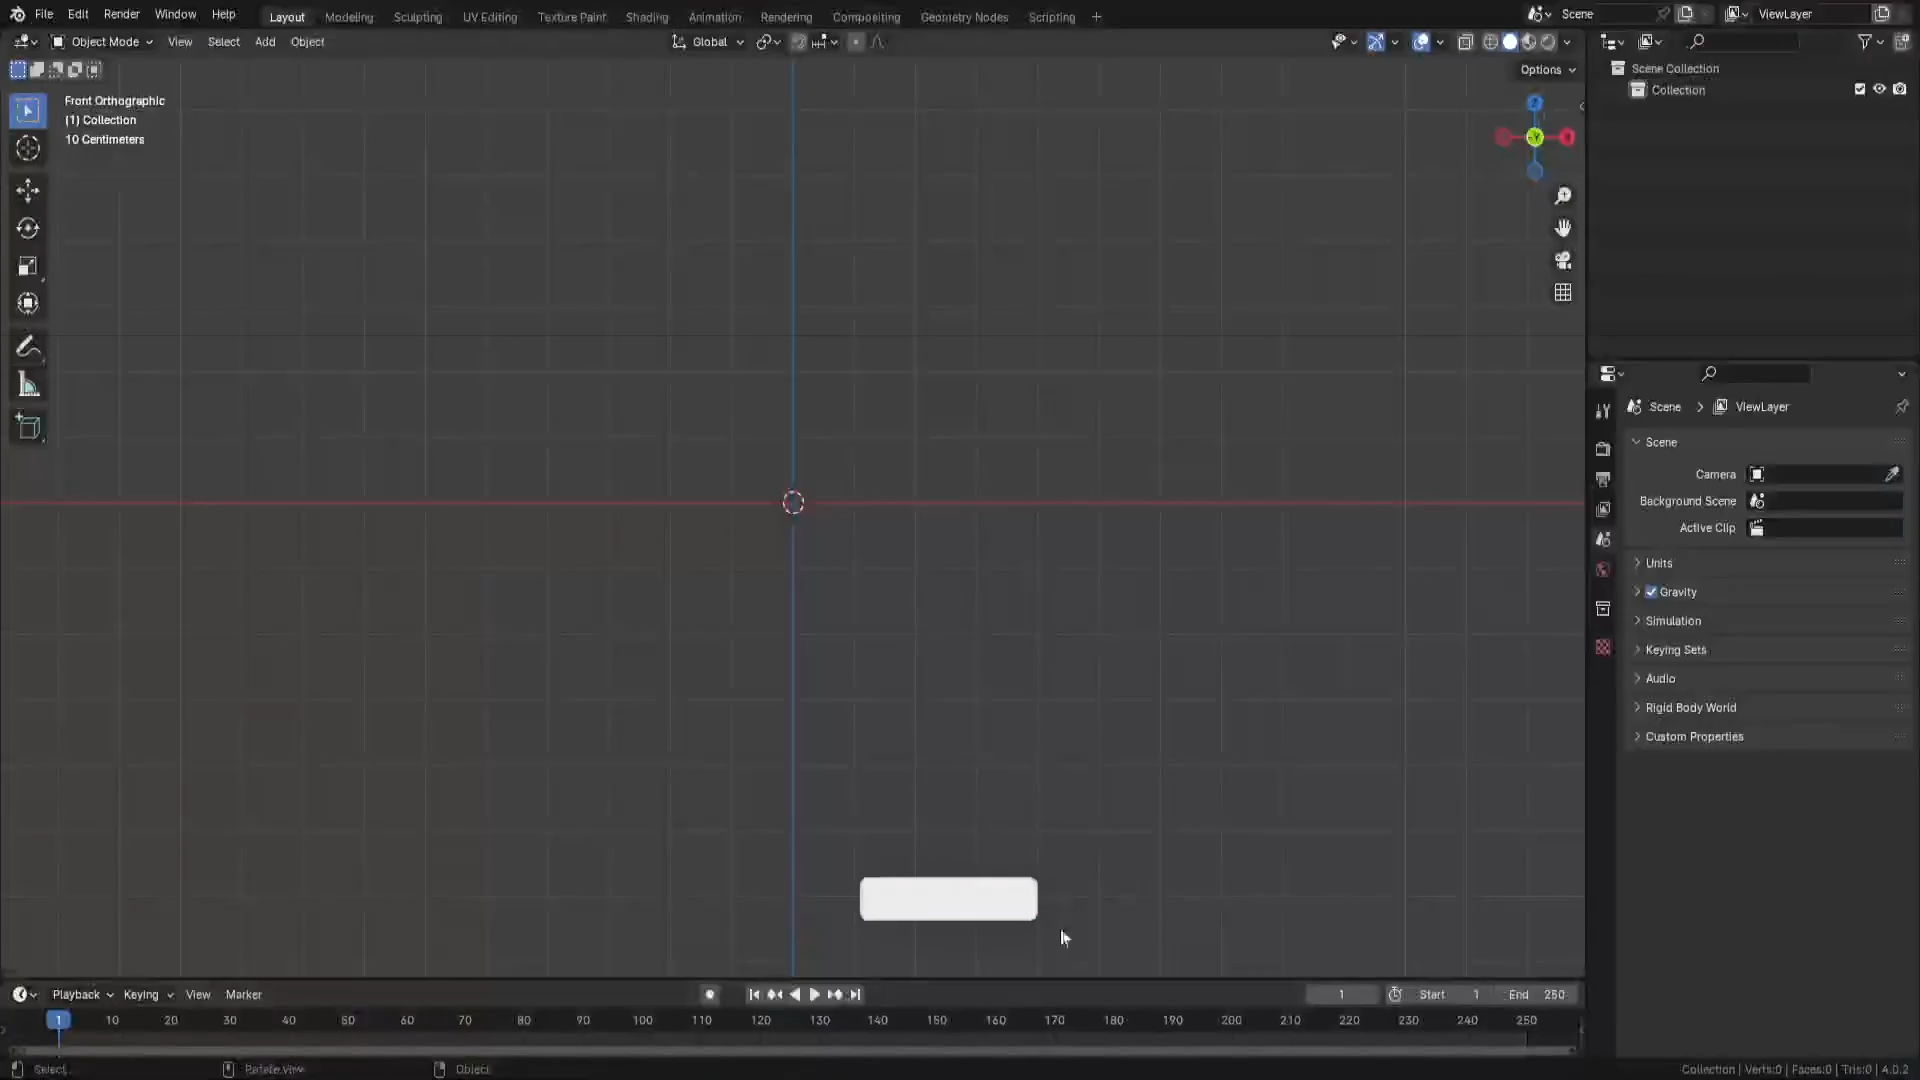 File Edit Render Window Help Layout Modeling Sculpting UV Editing Texture Paint Shading Animation Rendering Compositing Geometry Nodes Scripting + Scene ViewLayer
Object Mode View Select Add Object Global
Options
Front Orthographic
(1) Collection
10 Centimeters
Z
-Y
Scene Collection
Collection
Scene > ViewLayer
Scene
Camera
Background Scene
Active Clip
Units
Gravity
Simulation
Keying Sets
Audio
Rigid Body World
Custom Properties
Playback Keying View Marker 1 Start 1 End 250
1 10 20 30 40 50 60 70 80 90 100 110 120 130 140 150 160 170 180 190 200 210 220 230 240 250
Select Rotate View Object Collection | Verts:0 | Faces:0 | Tris:0 | 4.0.2